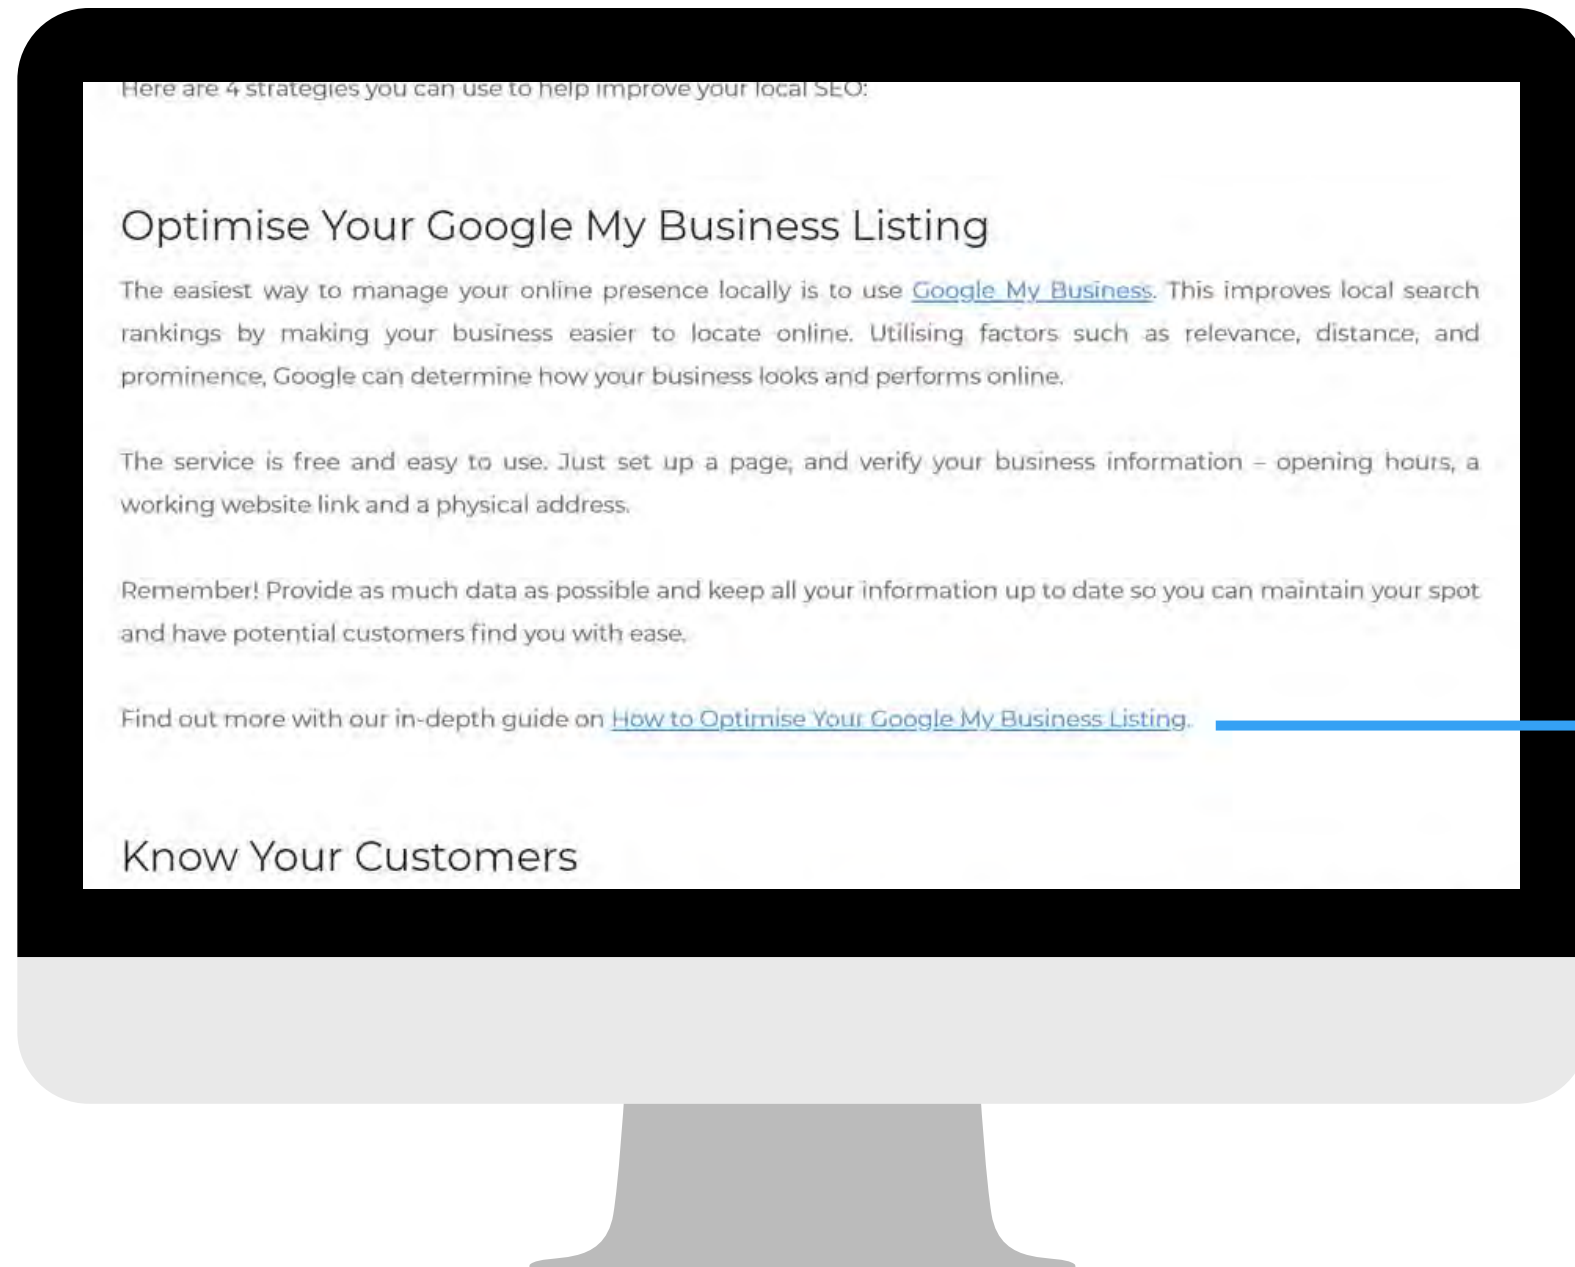 Here are 4 strategies you can use to help improve your local SEO:
Optimise Your Google My Business Listing
The easiest way to manage your online presence locally is to use Google My Business. This improves local search
rankings by making your business easier to locate online. Utilising factors such as relevance, distance, and
prominence, Google can determine how your business looks and performs online.
The service is free and easy to use. Just set up a page, and verify your business information – opening hours, a
working website link and a physical address.
Remember! Provide as much data as possible and keep all your information up to date so you can maintain your spot
and have potential customers find you with ease.
Find out more with our in-depth guide on How to Optimise Your Google My Business Listing.
Know Your Customers